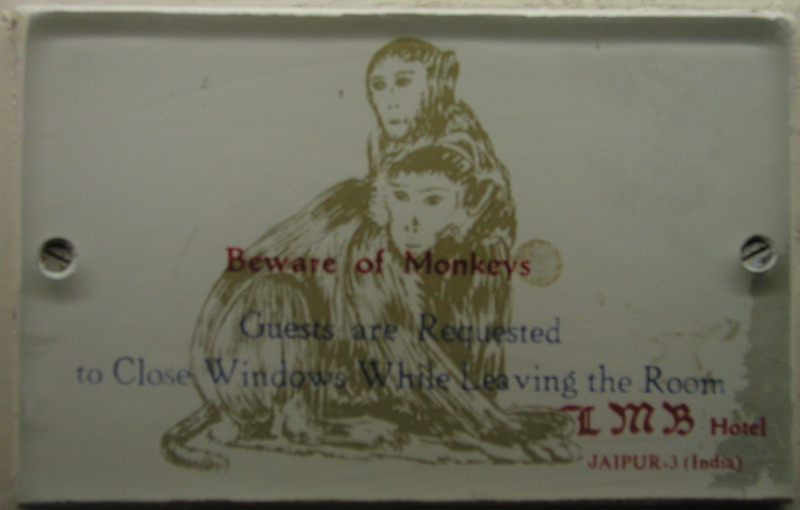 Beware of Monkeys
Guests are Requested
to Close Windows While Leaving the Room
LMB Hotel
JAIPUR-3 (India)